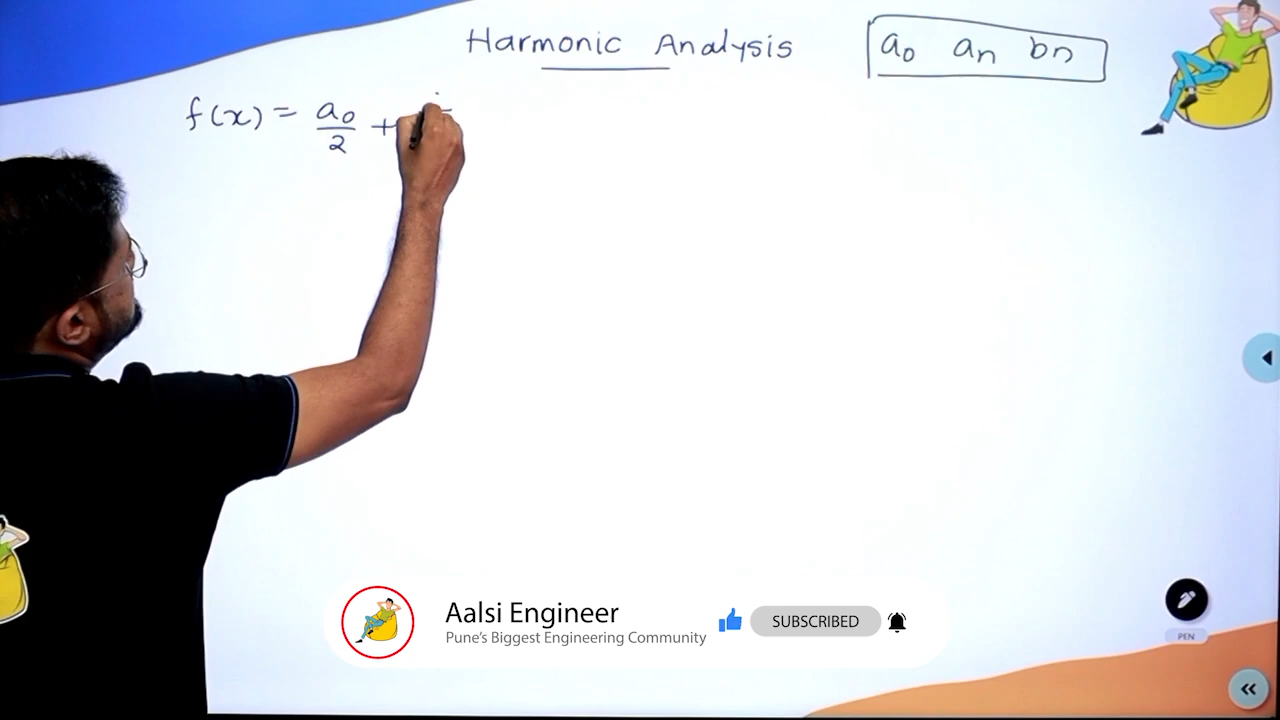 Harmonic Analysis
a0 an bn
f(x) = a0/2 +
Aalsi Engineer
Pune's Biggest Engineering Community
SUBSCRIBED
PEN